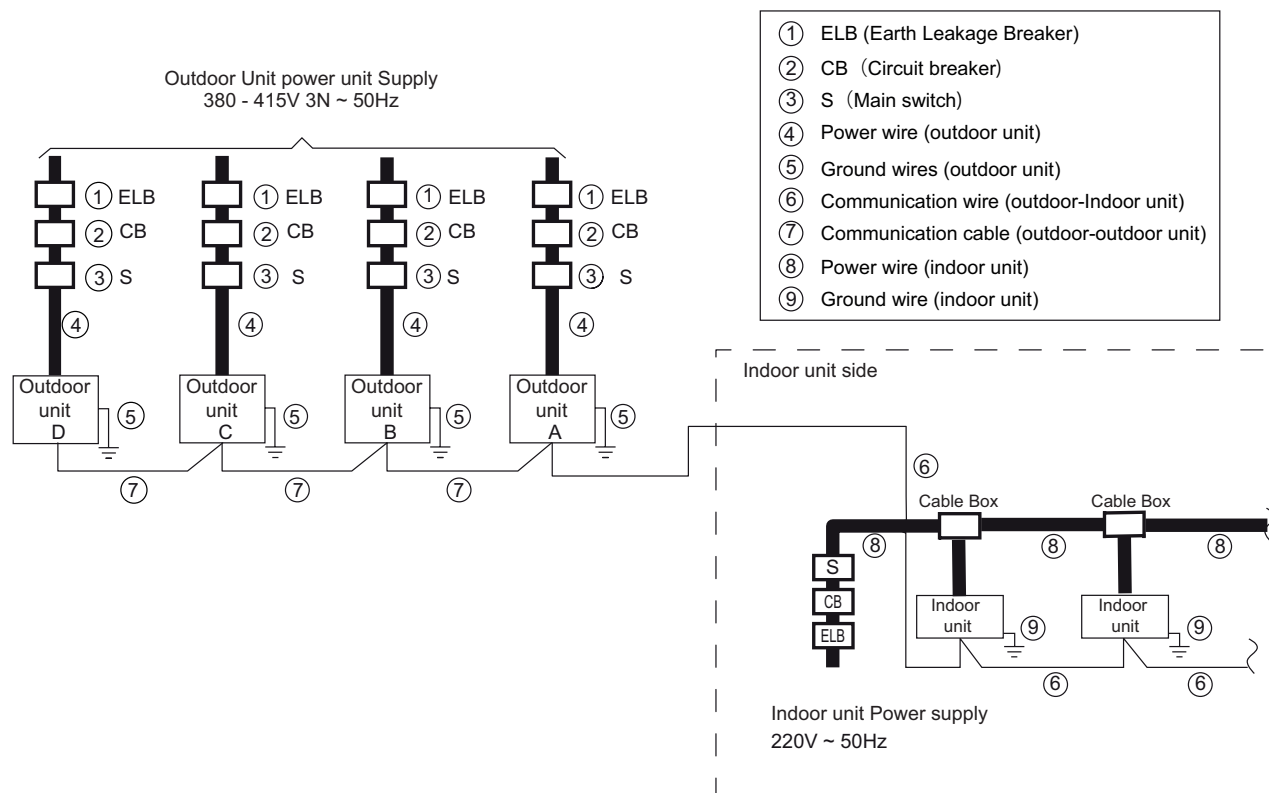 ① ELB (Earth Leakage Breaker)
② CB （Circuit breaker）
③ S （Main switch）
④ Power wire (outdoor unit)
⑤ Ground wires (outdoor unit)
⑥ Communication wire (outdoor-Indoor unit)
⑦ Communication cable (outdoor-outdoor unit)
⑧ Power wire (indoor unit)
⑨ Ground wire (indoor unit)
Outdoor Unit power unit Supply
380 - 415V 3N ~ 50Hz
① ELB ① ELB ① ELB ① ELB
② CB ② CB ② CB ② CB
③ S ③ S ③ S ③ S
④ ④ ④ ④
Outdoor
unit
D
⑤
Outdoor
unit
C
⑤
Outdoor
unit
B
⑤
Outdoor
unit
A
⑤
⑦ ⑦ ⑦
Indoor unit side
⑥
Cable Box Cable Box
⑧ ⑧ ⑧
S
CB
ELB
Indoor
unit
⑨
Indoor
unit
⑨
⑥ ⑥
Indoor unit Power supply
220V ~ 50Hz